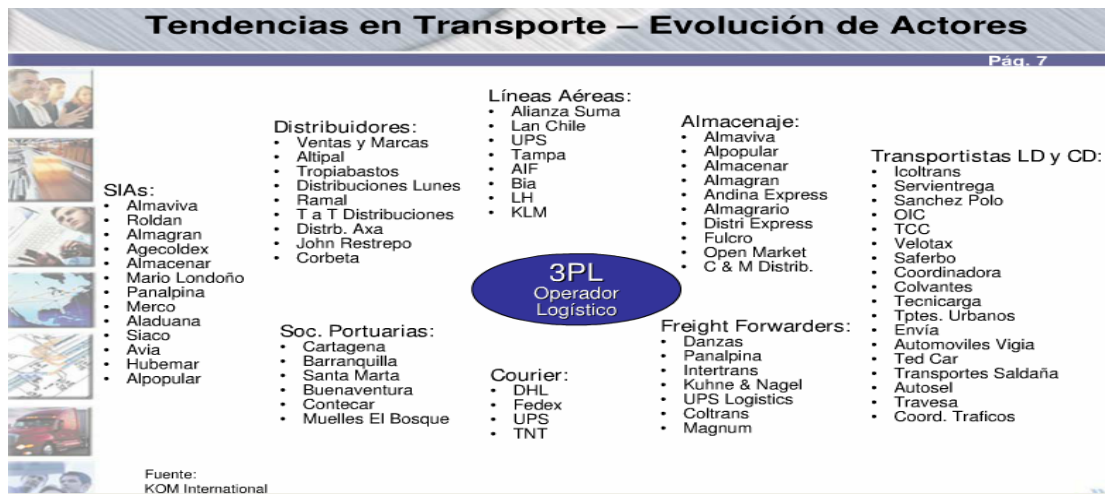 Tendencias en Transporte – Evolución de Actores
Pág. 7
SIAs:
• Almaviva
• Roldan
• Almagran
• Agecoldex
• Almacenar
• Mario Londoño
• Panalpina
• Merco
• Aladuana
• Siaco
• Avia
• Hubemar
• Alpopular
Distribuidores:
• Ventas y Marcas
• Altipal
• Tropiabastos
• Distribuciones Lunes
• Ramal
• T a T Distribuciones
• Distrb. Axa
• John Restrepo
• Corbeta
Líneas Aéreas:
• Alianza Suma
• Lan Chile
• UPS
• Tampa
• AIF
• Bia
• LH
• KLM
Almacenaje:
• Almaviva
• Alpopular
• Almacenar
• Almagran
• Andina Express
• Almagrario
• Distri Express
• Fulcro
• Open Market
• C & M Distrib.
Transportistas LD y CD:
• Icoltrans
• Servientrega
• Sanchez Polo
• OIC
• TCC
• Velotax
• Saferbo
• Coordinadora
• Colvantes
• Tecnicarga
• Tptes. Urbanos
• Envía
• Automoviles Vigia
• Ted Car
• Transportes Saldaña
• Autosel
• Travesa
• Coord. Traficos
3PL
Operador
Logístico
Soc. Portuarias:
• Cartagena
• Barranquilla
• Santa Marta
• Buenaventura
• Contecar
• Muelles El Bosque
Courier:
• DHL
• Fedex
• UPS
• TNT
Freight Forwarders:
• Danzas
• Panalpina
• Intertrans
• Kuhne & Nagel
• UPS Logistics
• Coltrans
• Magnum
Fuente:
KOM International